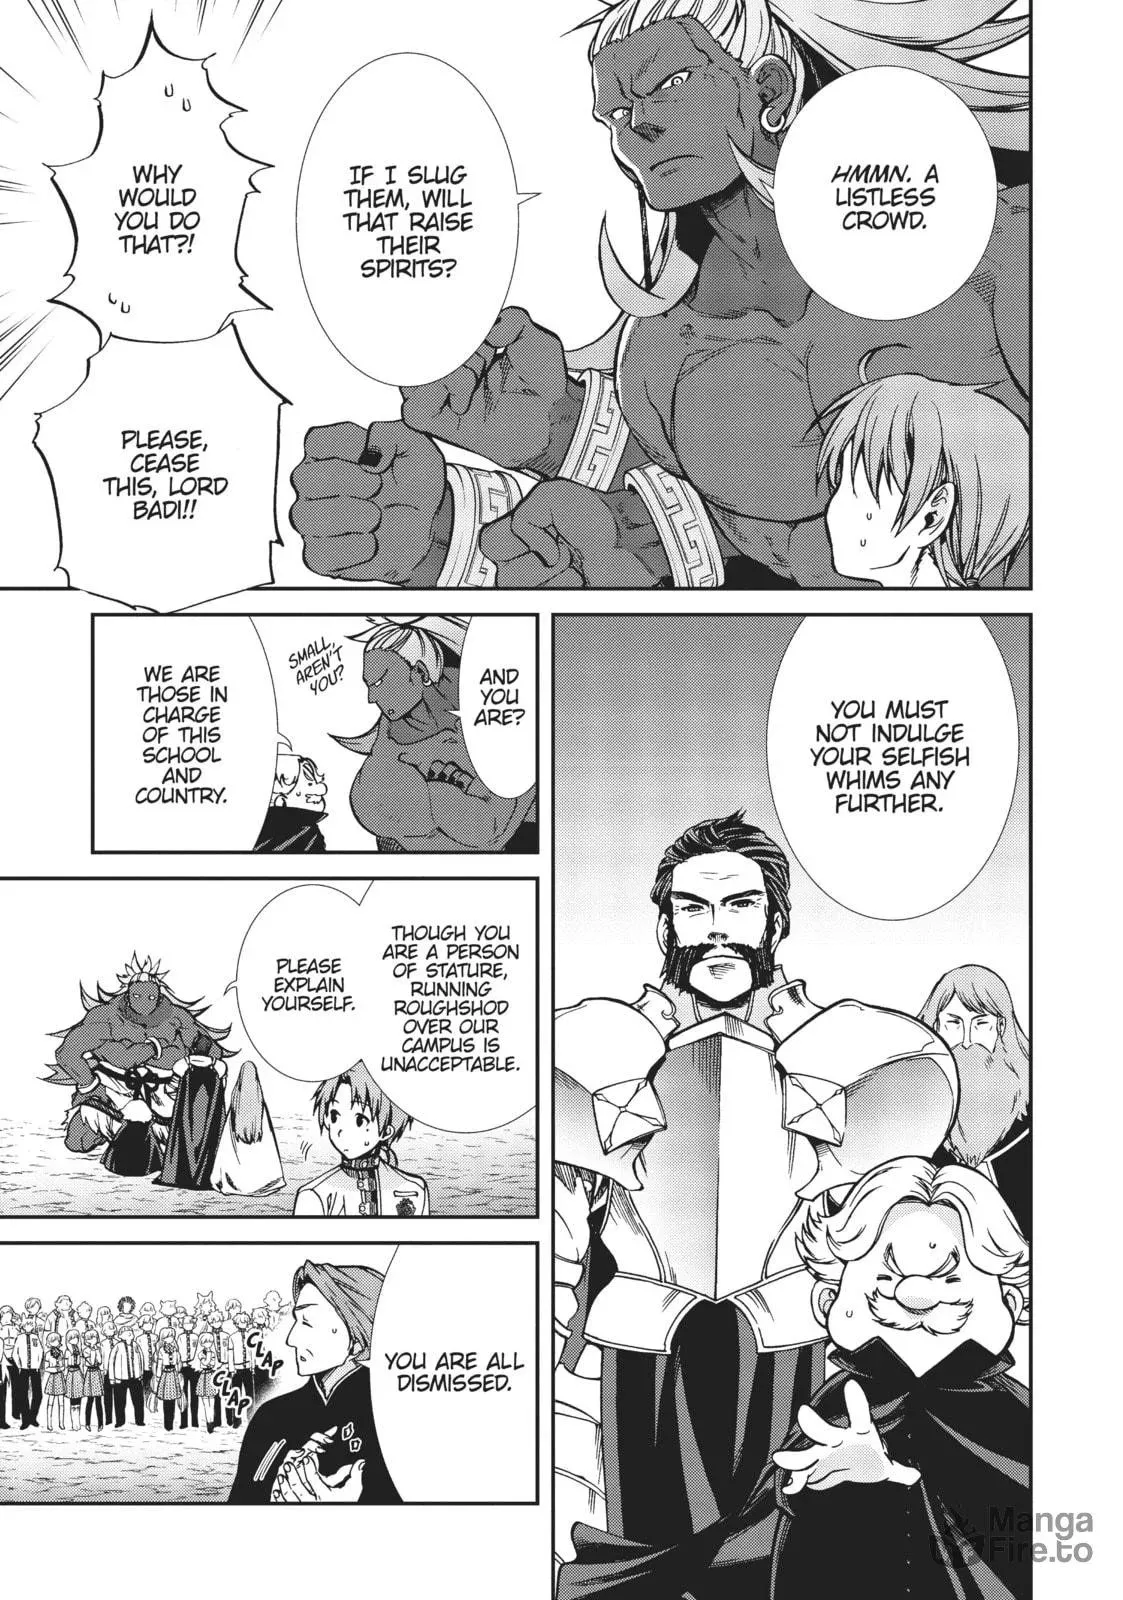 HMMN. A
LISTLESS
CROWD.
IF I SLUG
THEM, WILL
THAT RAISE
THEIR
SPIRITS?
WHY
WOULD
YOU DO
THAT?!
PLEASE,
CEASE
THIS, LORD
BADI!!
YOU MUST
NOT INDULGE
YOUR SELFISH
WHIMS ANY
FURTHER.
AND
YOU
ARE?
SMALL,
AREN'T
YOU?
WE ARE
THOSE IN
CHARGE
OF THIS
SCHOOL
AND
COUNTRY.
THOUGH YOU
ARE A PERSON
OF STATURE,
RUNNING
ROUGHSHOD
OVER OUR
CAMPUS IS
UNACCEPTABLE.
PLEASE
EXPLAIN
YOURSELF.
YOU ARE ALL
DISMISSED.
CLAP
CLAP
Manga
Fire.to